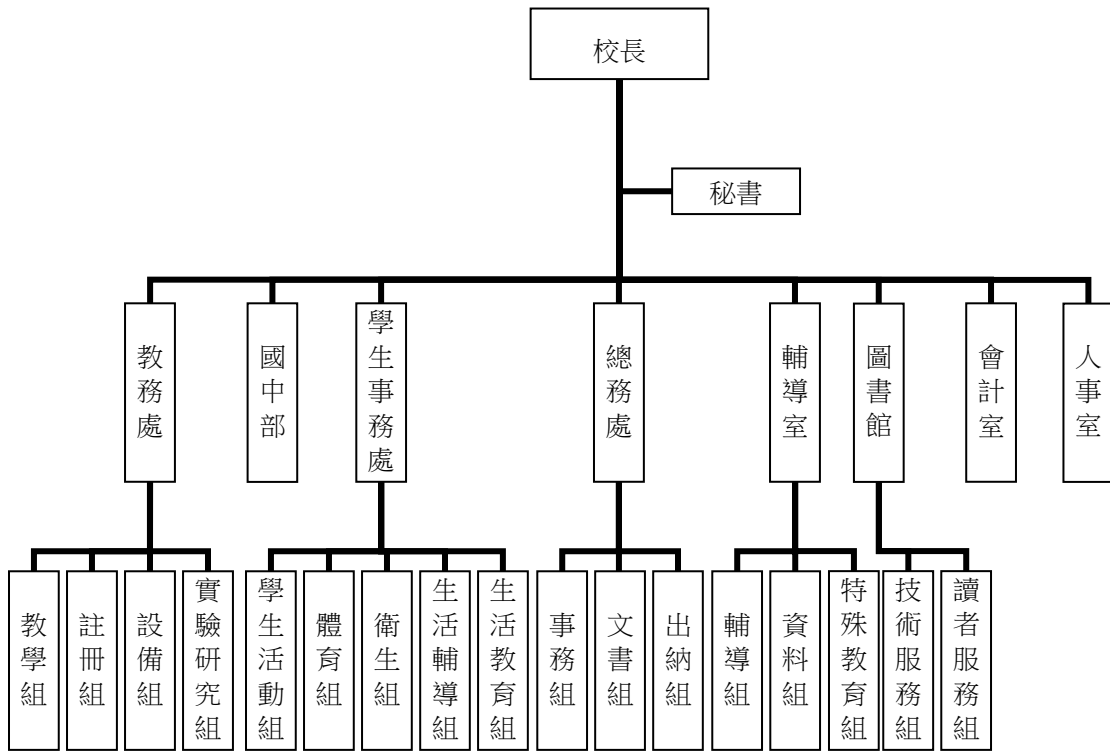 校長
秘書
教務處
國中部
學生事務處
總務處
輔導室
圖書館
會計室
人事室
教學組
註冊組
設備組
實驗研究組
學生活動組
體育組
衛生組
生活輔導組
生活教育組
事務組
文書組
出納組
輔導組
資料組
特殊教育組
技術服務組
讀者服務組